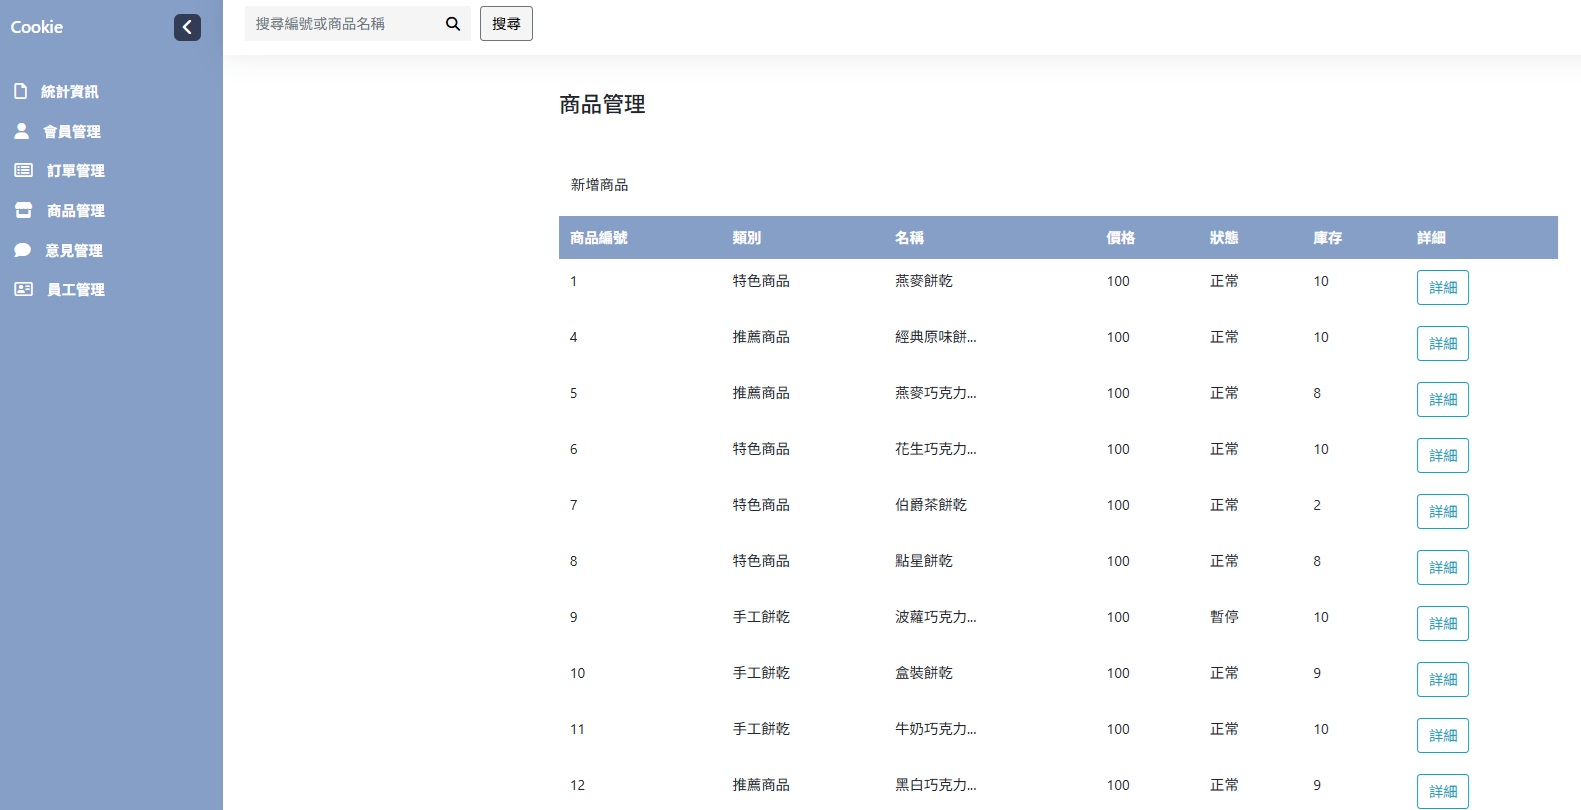 Cookie
統計資訊
會員管理
訂單管理
商品管理
意見管理
員工管理
搜尋編號或商品名稱 搜尋
商品管理
新增商品
商品編號 類別 名稱 價格 狀態 庫存 詳細
1 特色商品 燕麥餅乾 100 正常 10 詳細
4 推薦商品 經典原味餅... 100 正常 10 詳細
5 推薦商品 燕麥巧克力... 100 正常 8 詳細
6 特色商品 花生巧克力... 100 正常 10 詳細
7 特色商品 伯爵茶餅乾 100 正常 2 詳細
8 特色商品 點星餅乾 100 正常 8 詳細
9 手工餅乾 波蘿巧克力... 100 暫停 10 詳細
10 手工餅乾 盒裝餅乾 100 正常 9 詳細
11 手工餅乾 牛奶巧克力... 100 正常 10 詳細
12 推薦商品 黑白巧克力... 100 正常 9 詳細